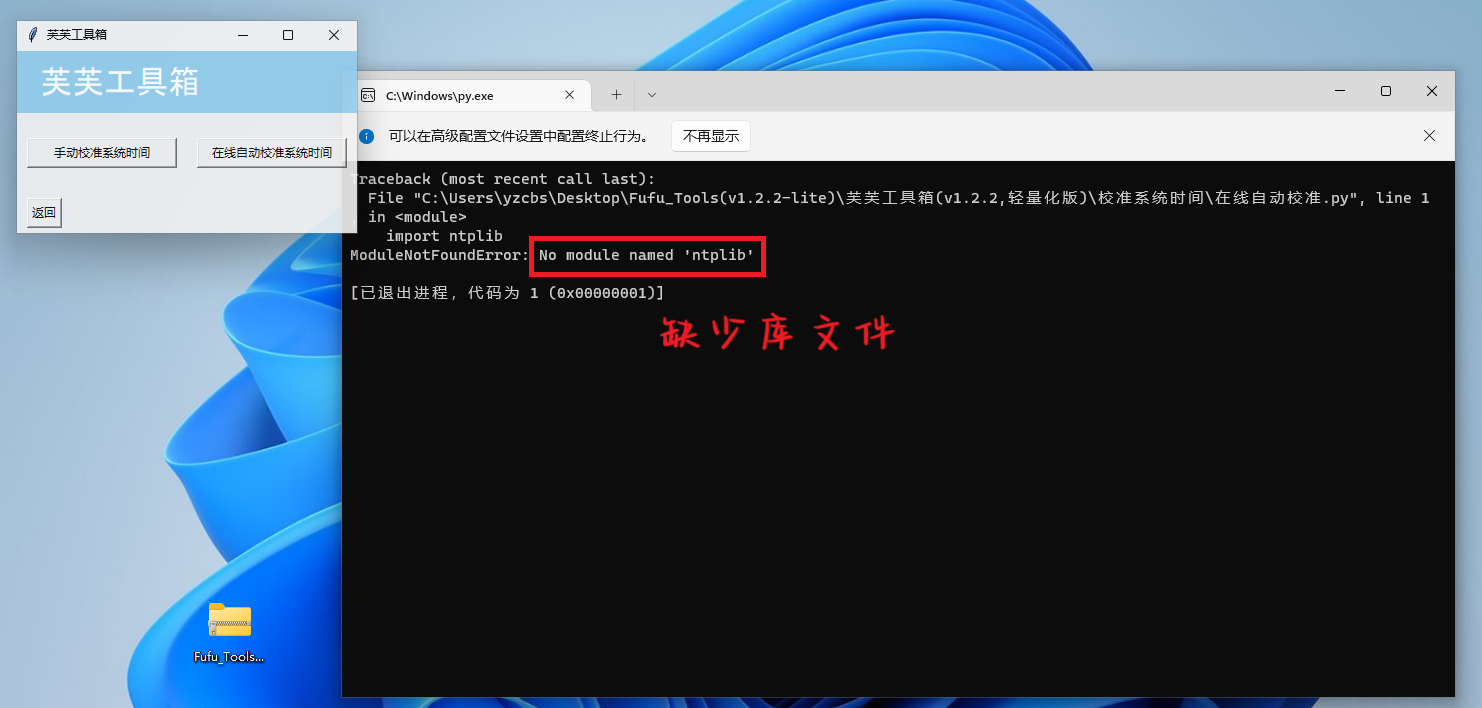 芙芙工具箱
芙芙工具箱
手动校准系统时间
在线自动校准系统时间
返回
C:\Windows\py.exe
可以在高级配置文件设置中配置终止行为。
不再显示
Traceback (most recent call last):
File "C:\Users\yzcbs\Desktop\Fufu_Tools(v1.2.2-lite)\芙芙工具箱(v1.2.2,轻量化版)\校准系统时间\在线自动校准.py", line 1
in <module>
import ntplib
ModuleNotFoundError: No module named 'ntplib'
[已退出进程，代码为 1 (0x00000001)]
缺少库文件
Fufu_Tools...